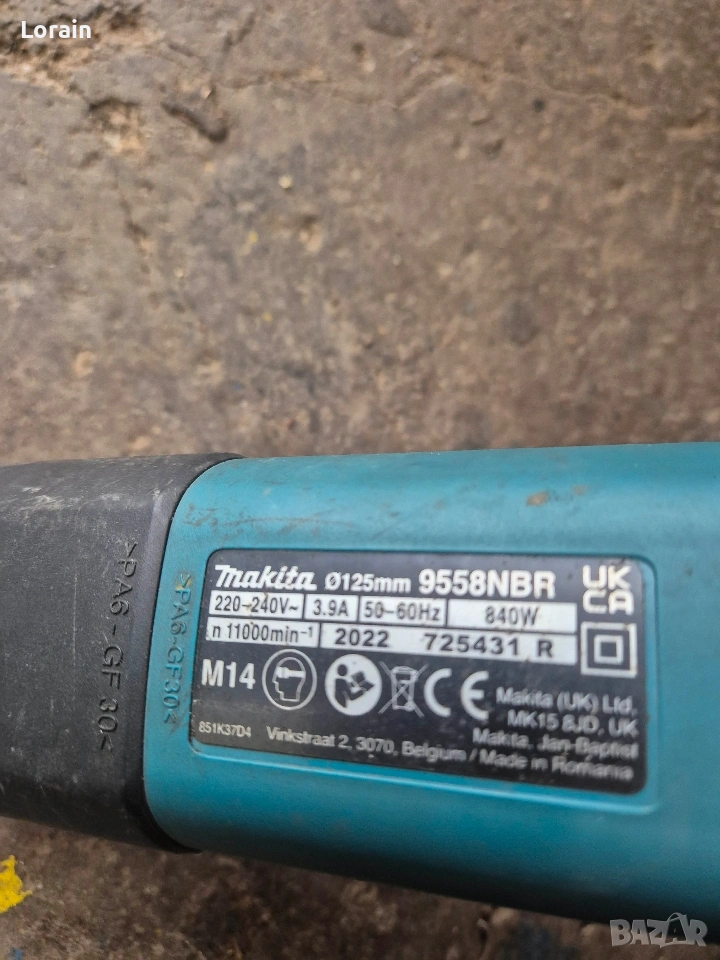 Lorain
>PA6-GF 30<
>PA6-GF30<
makita Ø125mm 9558NBR
UK
CA
220-240V~ 3.9A 50-60Hz 840W
n 11000min⁻¹ 2022 725431 R
M14 CE Makita (UK) Ltd.
MK15 8JD, UK
Makita, Jan-Baptist
851K37D4 Vinkstraat 2, 3070, Belgium / Made in Romania
BAZAR